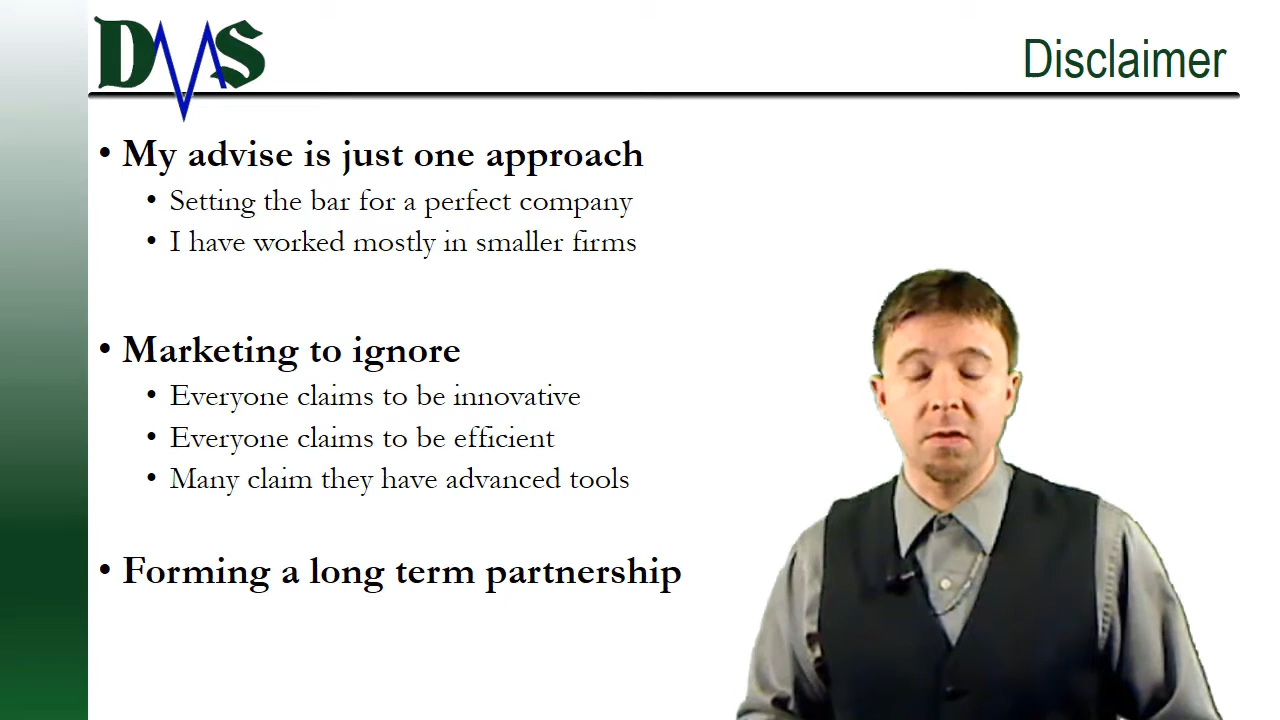 DMS
Disclaimer
• My advise is just one approach
• Setting the bar for a perfect company
• I have worked mostly in smaller firms
• Marketing to ignore
• Everyone claims to be innovative
• Everyone claims to be efficient
• Many claim they have advanced tools
• Forming a long term partnership